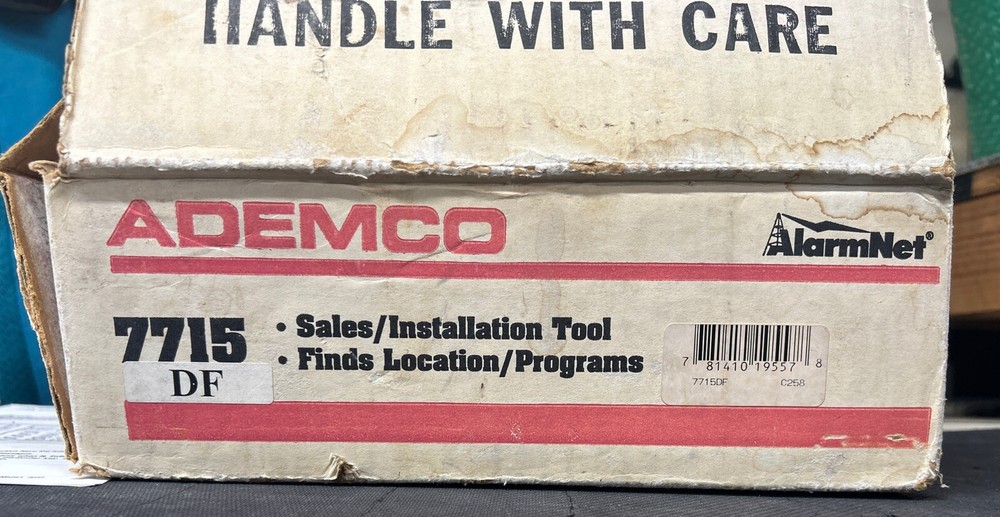 HANDLE WITH CARE
ADEMCO
AlarmNet®
7715
DF
• Sales/Installation Tool
• Finds Location/Programs
7 81410 19557 8
7715DF C258